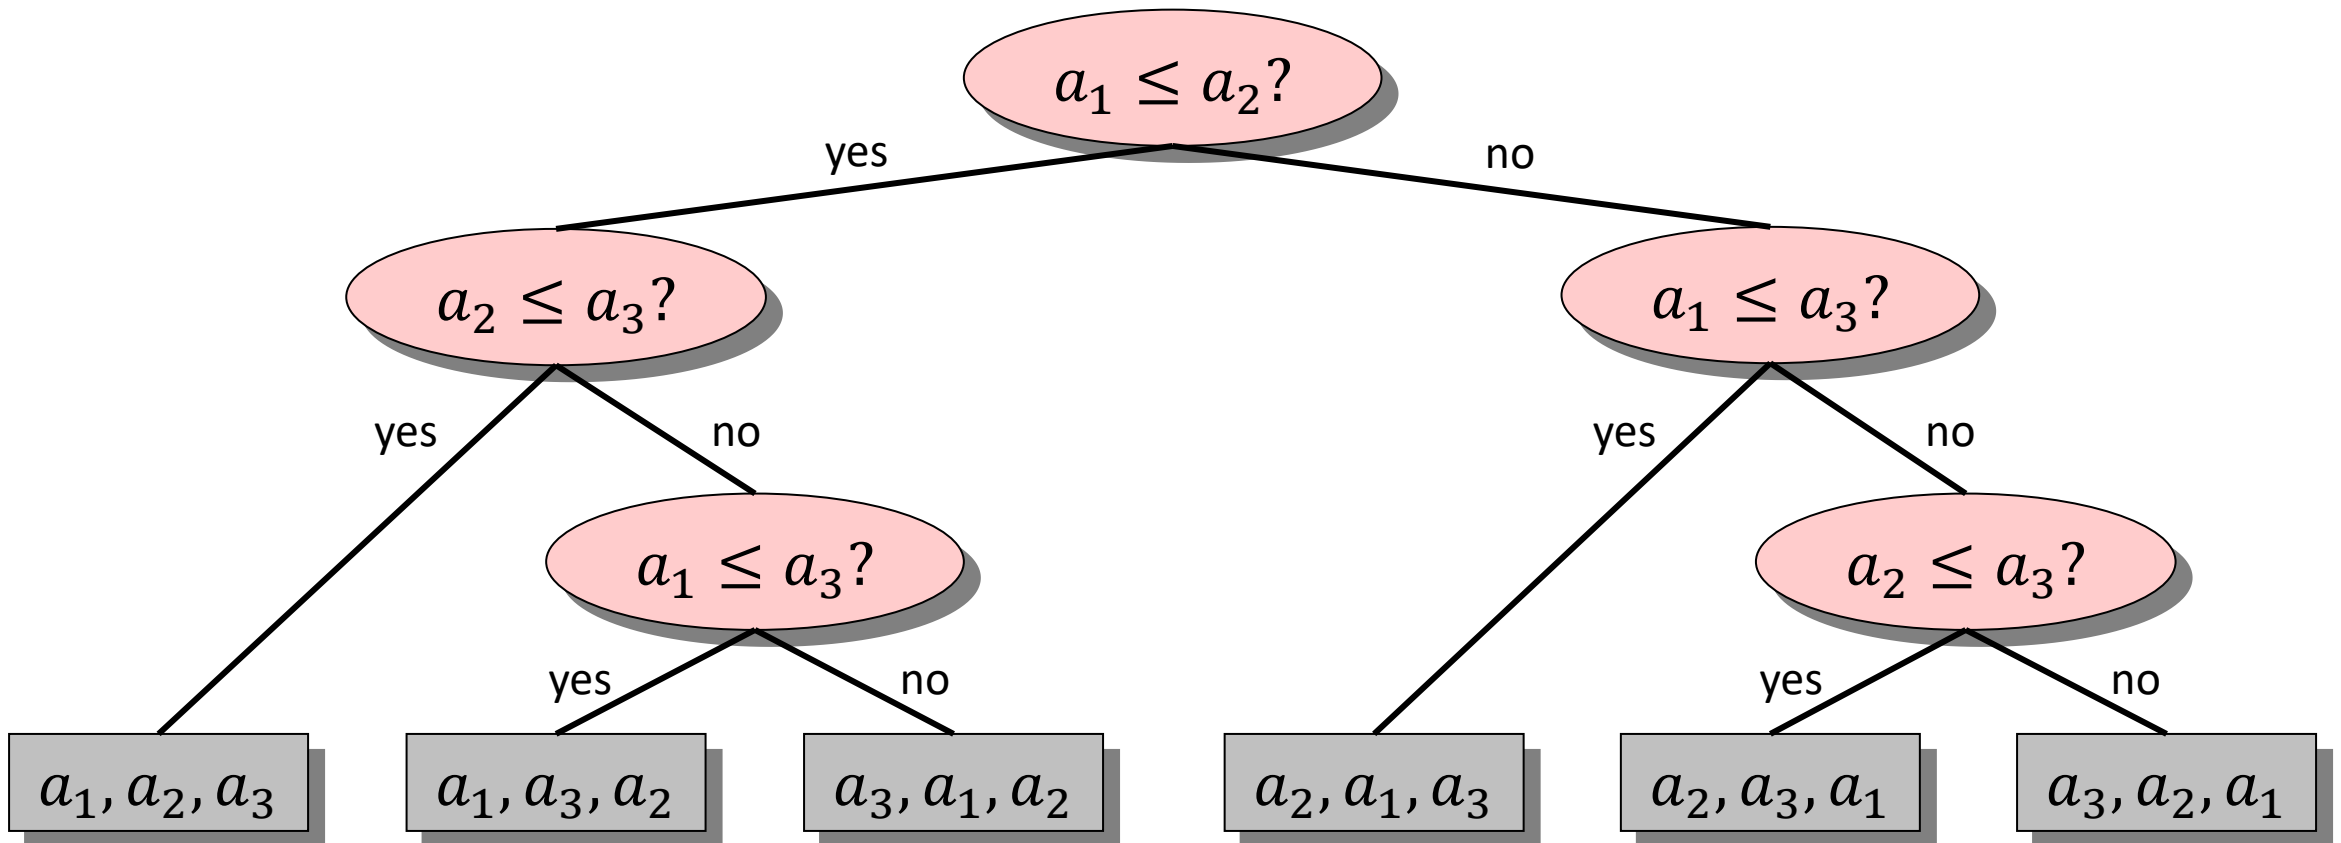 a₁ ≤ a₂?
yes
no
a₂ ≤ a₃?
a₁ ≤ a₃?
yes
no
yes
no
a₁ ≤ a₃?
a₂ ≤ a₃?
yes
no
yes
no
a₁, a₂, a₃
a₁, a₃, a₂
a₃, a₁, a₂
a₂, a₁, a₃
a₂, a₃, a₁
a₃, a₂, a₁